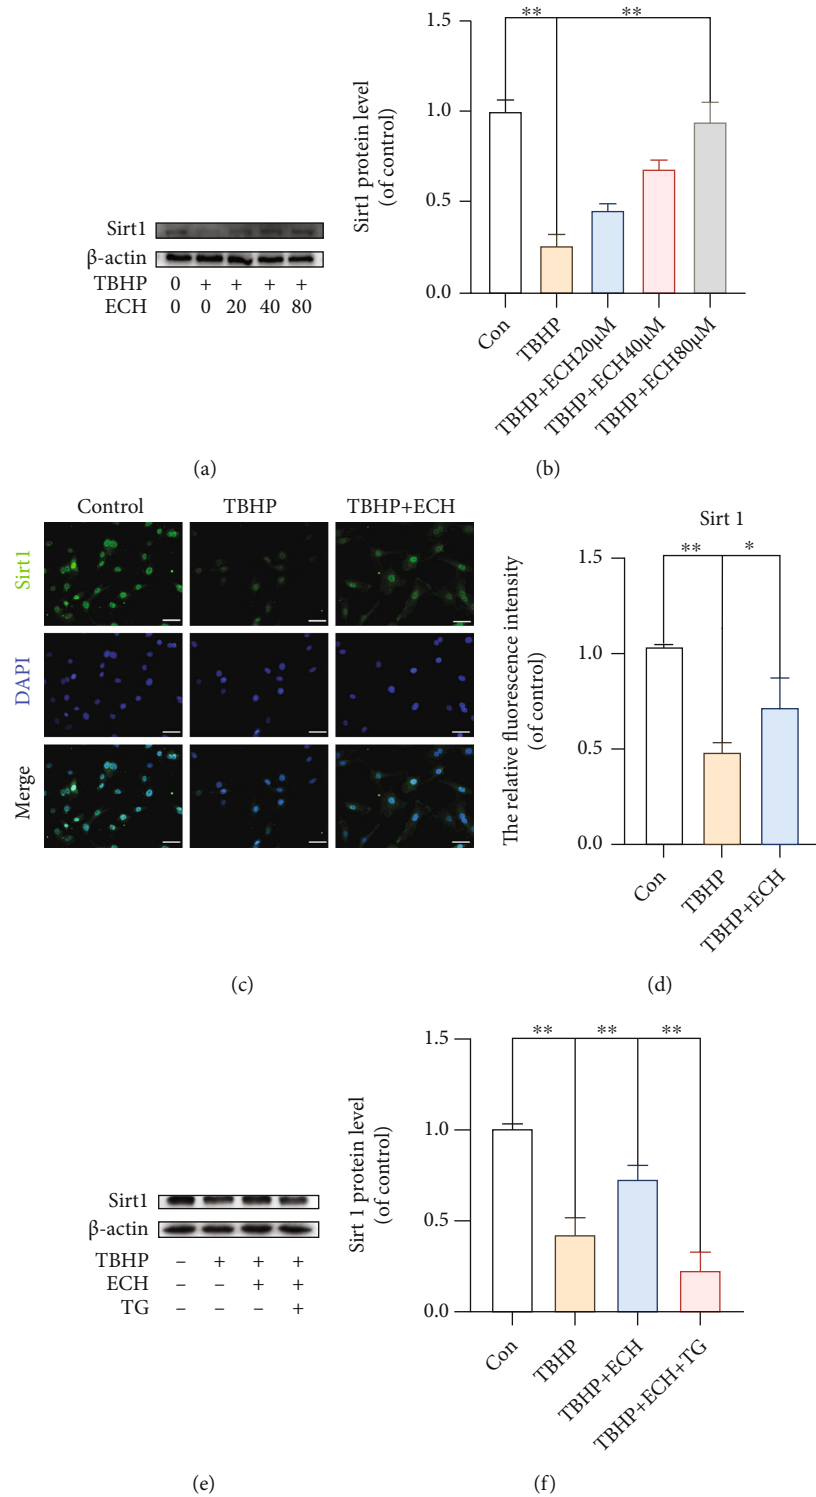 Sirt1
β-actin
TBHP 0 + + + +
ECH 0 0 20 40 80
(a)
Sirt1 protein level
(of control)
1.5
1.0
0.5
0.0
** **
Con
TBHP
TBHP+ECH20μM
TBHP+ECH40μM
TBHP+ECH80μM
(b)
Control TBHP TBHP+ECH
Sirt1
DAPI
Merge
(c)
Sirt 1
The relative fluorescence intensity
(of control)
1.5
1.0
0.5
0.0
** *
Con
TBHP
TBHP+ECH
(d)
Sirt1
β-actin
TBHP – + + +
ECH – – + +
TG – – – +
(e)
Sirt 1 protein level
(of control)
1.5
1.0
0.5
0.0
** ** **
Con
TBHP
TBHP+ECH
TBHP+ECH+TG
(f)